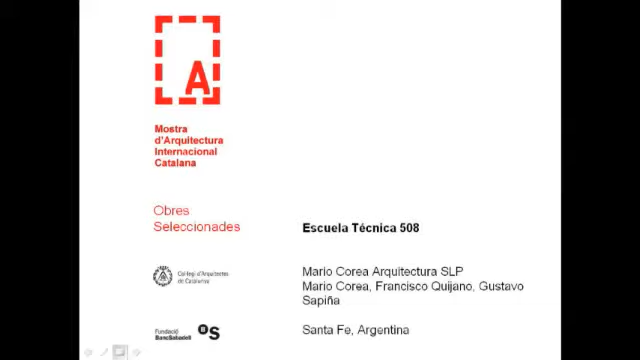 A
Mostra
d'Arquitectura
Internacional
Catalana
Obres
Seleccionades
Escuela Técnica 508
Col·legi d'Arquitectes
de Catalunya
Mario Corea Arquitectura SLP
Mario Corea, Francisco Quijano, Gustavo
Sapiña
Fundació
BancSabadell
BS
Santa Fe, Argentina